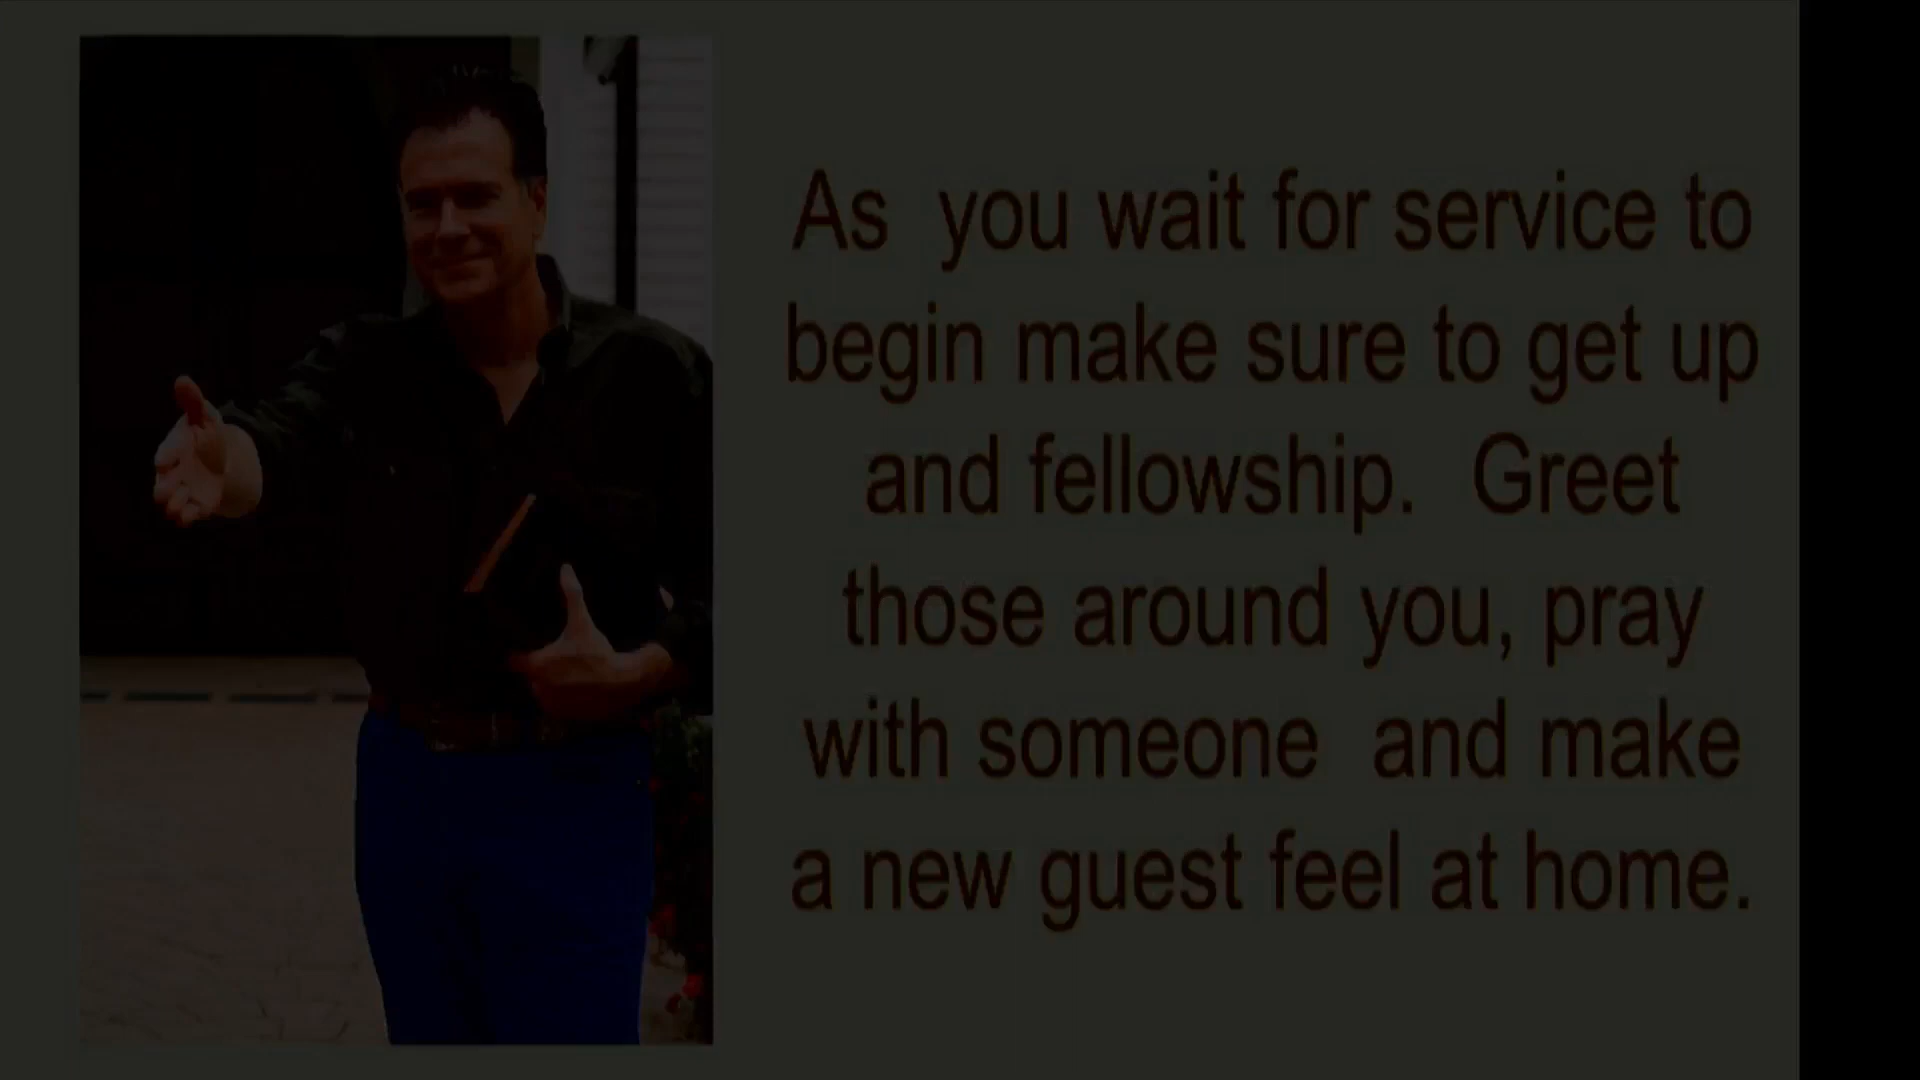 As  you wait for service to
begin make sure to get up
and fellowship.  Greet
those around you, pray
with someone  and make
a new guest feel at home.